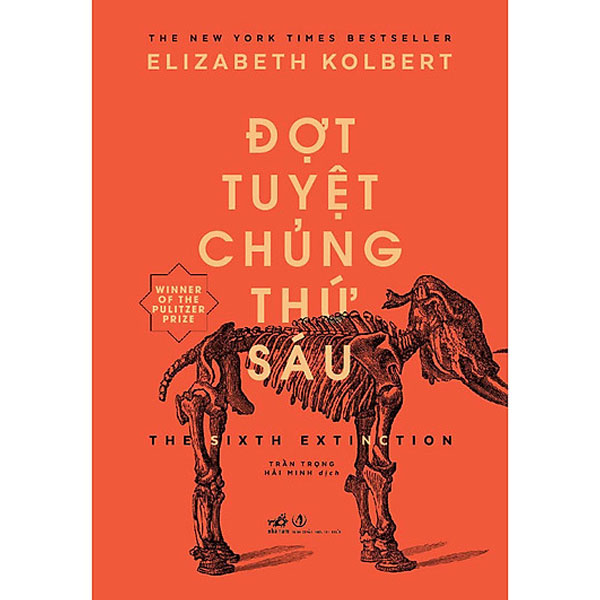 THE NEW YORK TIMES BESTSELLER
ELIZABETH KOLBERT
ĐỢT
TUYỆT
CHỦNG
THỨ
SÁU
WINNER
OF THE
PULITZER
PRIZE
THE SIXTH EXTINCTION
TRẦN TRỌNG
HẢI MINH dịch